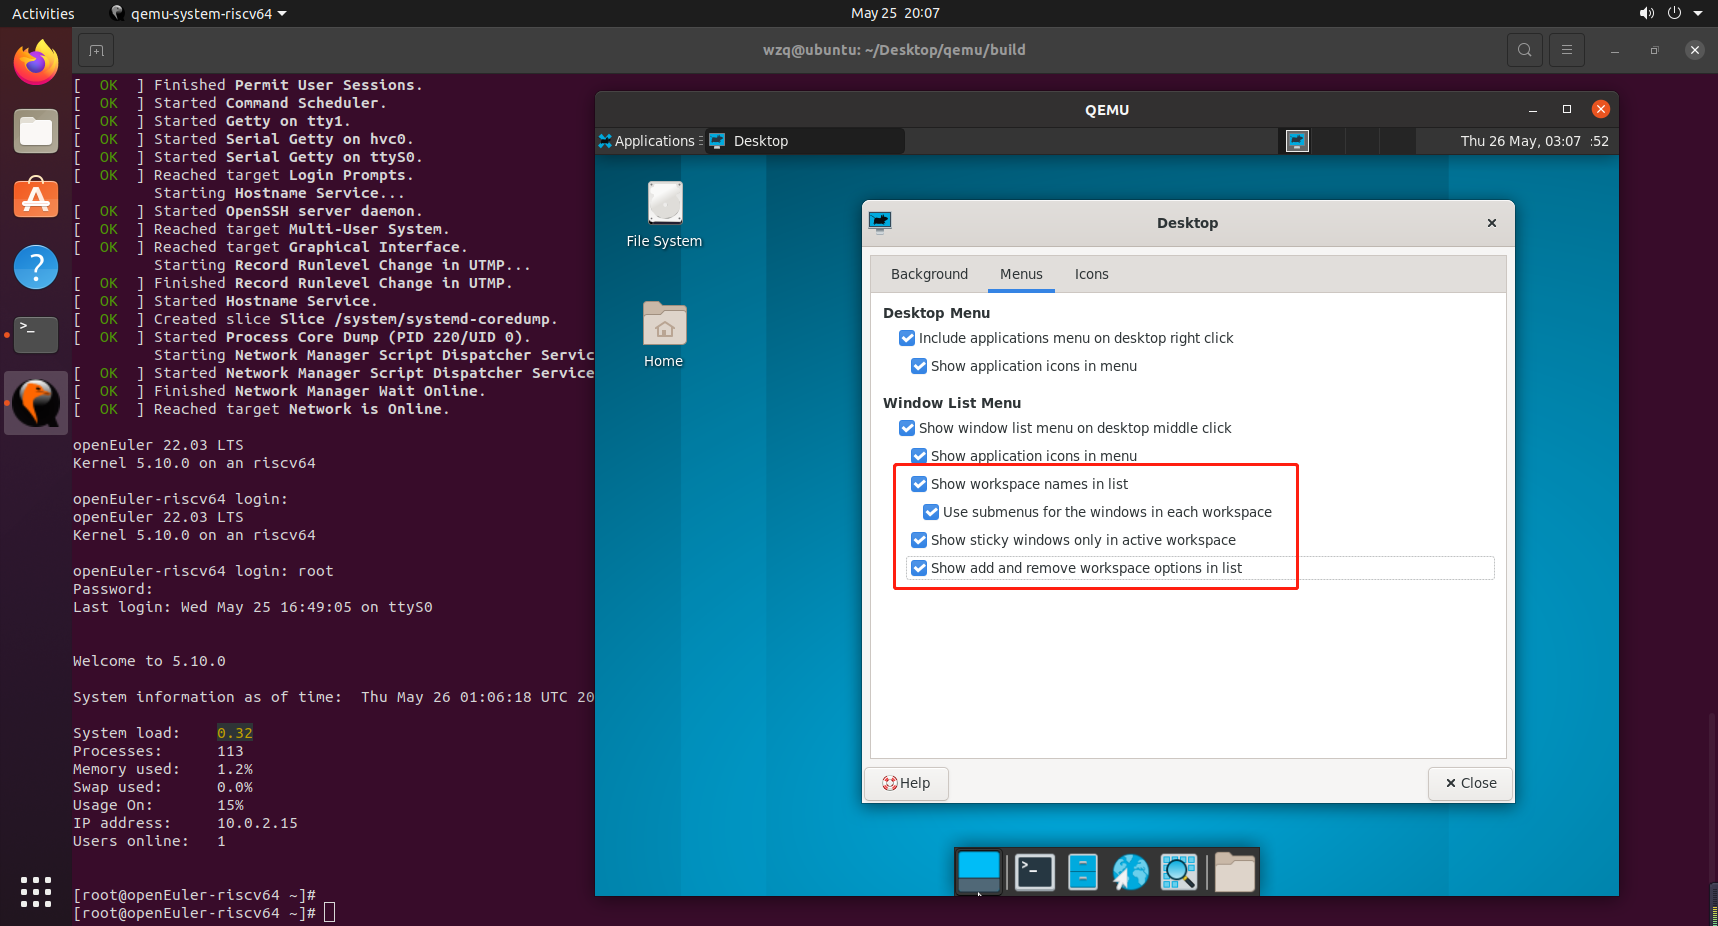 Activities
qemu-system-riscv64
May 25 20:07
wzq@ubuntu: ~/Desktop/qemu/build
[ OK ] Finished Permit User Sessions.
[ OK ] Started Command Scheduler.
[ OK ] Started Getty on tty1.
[ OK ] Started Serial Getty on hvc0.
[ OK ] Started Serial Getty on ttyS0.
[ OK ] Reached target Login Prompts.
Starting Hostname Service...
[ OK ] Started OpenSSH server daemon.
[ OK ] Reached target Multi-User System.
[ OK ] Reached target Graphical Interface.
Starting Record Runlevel Change in UTMP...
[ OK ] Finished Record Runlevel Change in UTMP.
[ OK ] Started Hostname Service.
[ OK ] Created slice Slice /system/systemd-coredump.
[ OK ] Started Process Core Dump (PID 220/UID 0).
Starting Network Manager Script Dispatcher Servic
[ OK ] Started Network Manager Script Dispatcher Service
[ OK ] Finished Network Manager Wait Online.
[ OK ] Reached target Network is Online.
openEuler 22.03 LTS
Kernel 5.10.0 on an riscv64
openEuler-riscv64 login:
openEuler 22.03 LTS
Kernel 5.10.0 on an riscv64
openEuler-riscv64 login: root
Password:
Last login: Wed May 25 16:49:05 on ttyS0
Welcome to 5.10.0
System information as of time: Thu May 26 01:06:18 UTC 20
System load: 0.32
Processes: 113
Memory used: 1.2%
Swap used: 0.0%
Usage On: 15%
IP address: 10.0.2.15
Users online: 1
[root@openEuler-riscv64 ~]#
[root@openEuler-riscv64 ~]#
QEMU
Applications
Desktop
Thu 26 May, 03:07 :52
File System
Home
Desktop
Background
Menus
Icons
Desktop Menu
Include applications menu on desktop right click
Show application icons in menu
Window List Menu
Show window list menu on desktop middle click
Show application icons in menu
Show workspace names in list
Use submenus for the windows in each workspace
Show sticky windows only in active workspace
Show add and remove workspace options in list
Help
Close